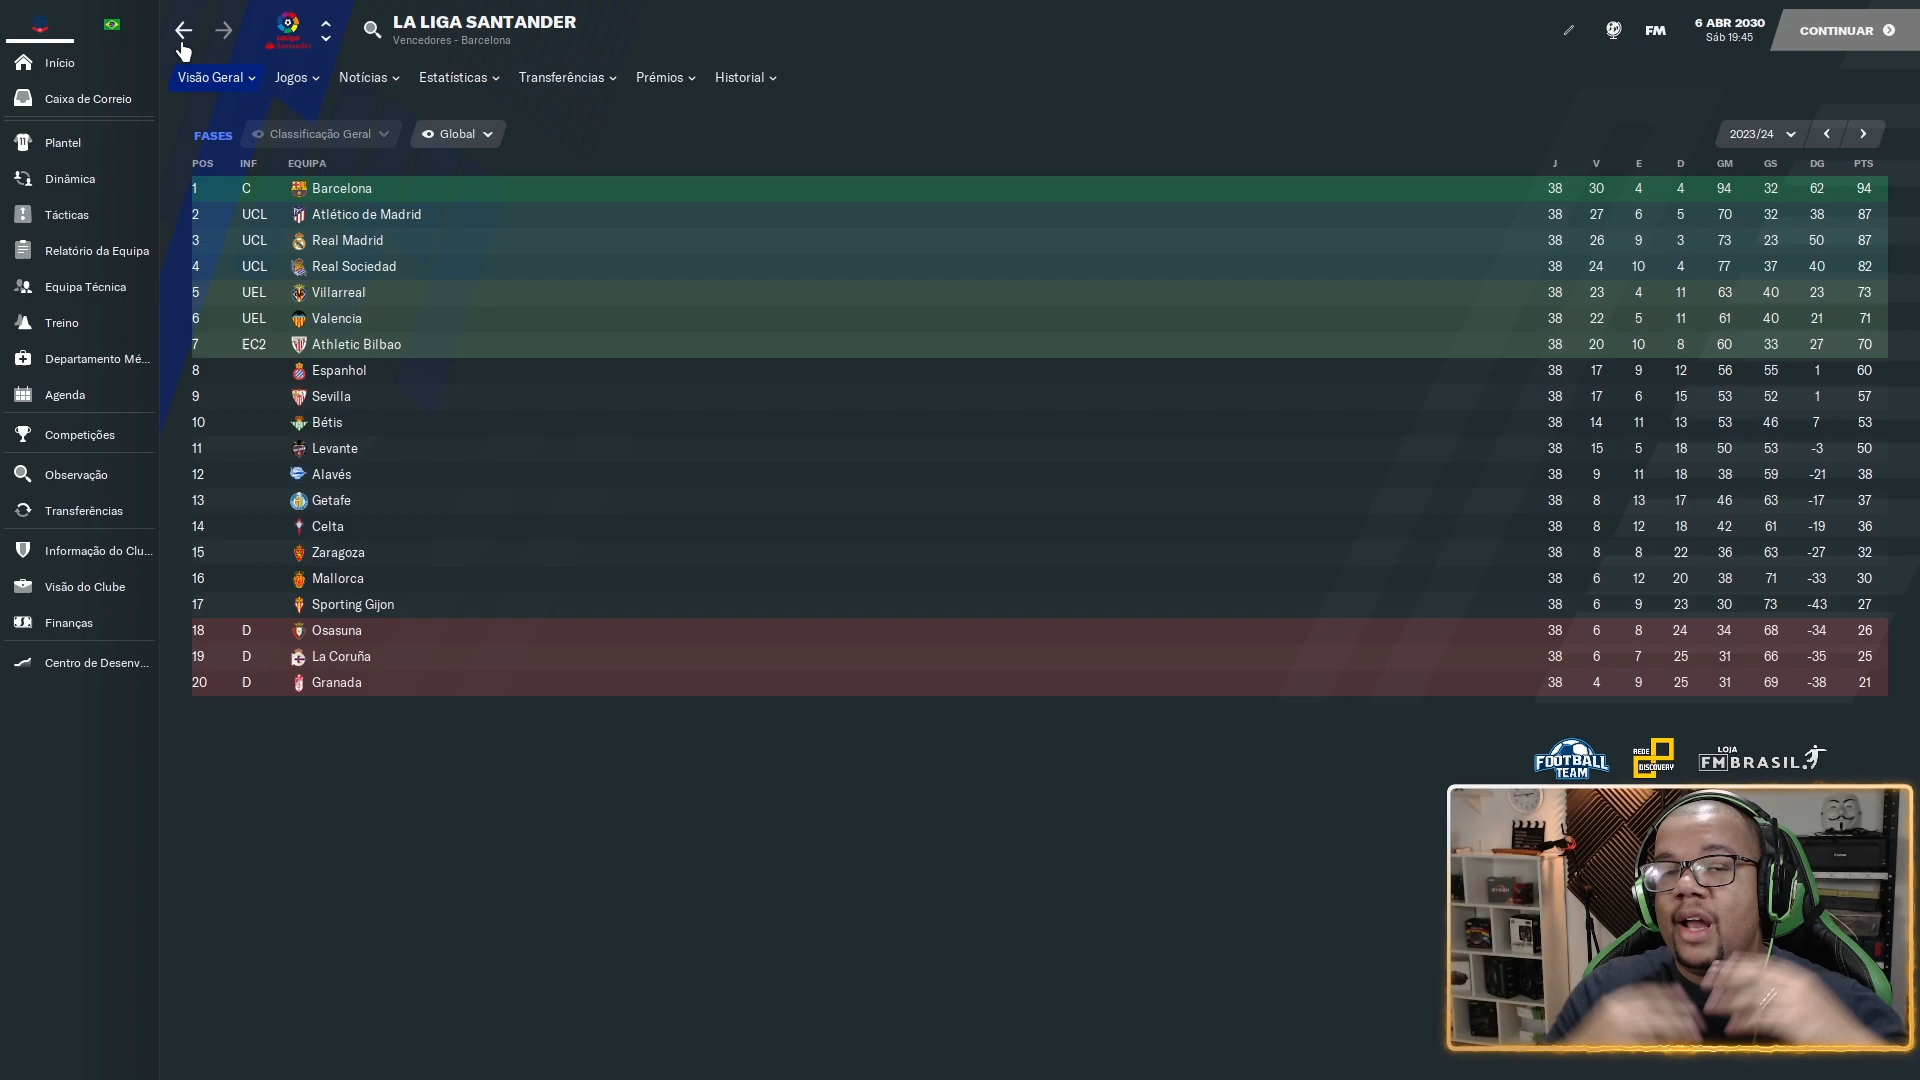 LA LIGA SANTANDER
Vencedores - Barcelona
FM
6 ABR 2030
Sáb 19:45
CONTINUAR
Início
Caixa de Correio
Plantel
Dinâmica
Tácticas
Relatório da Equipa
Equipa Técnica
Treino
Departamento Mé...
Agenda
Competições
Observação
Transferências
Informação do Clu...
Visão do Clube
Finanças
Centro de Desenv...
Visão Geral Jogos Notícias Estatísticas Transferências Prémios Historial
FASES Classificação Geral Global 2023/24
POS INF EQUIPA J V E D GM GS DG PTS
1 C Barcelona 38 30 4 4 94 32 62 94
2 UCL Atlético de Madrid 38 27 6 5 70 32 38 87
3 UCL Real Madrid 38 26 9 3 73 23 50 87
4 UCL Real Sociedad 38 24 10 4 77 37 40 82
5 UEL Villarreal 38 23 4 11 63 40 23 73
6 UEL Valencia 38 22 5 11 61 40 21 71
7 EC2 Athletic Bilbao 38 20 10 8 60 33 27 70
8 Espanhol 38 17 9 12 56 55 1 60
9 Sevilla 38 17 6 15 53 52 1 57
10 Bétis 38 14 11 13 53 46 7 53
11 Levante 38 15 5 18 50 53 -3 50
12 Alavés 38 9 11 18 38 59 -21 38
13 Getafe 38 8 13 17 46 63 -17 37
14 Celta 38 8 12 18 42 61 -19 36
15 Zaragoza 38 8 8 22 36 63 -27 32
16 Mallorca 38 6 12 20 38 71 -33 30
17 Sporting Gijon 38 6 9 23 30 73 -43 27
18 D Osasuna 38 6 8 24 34 68 -34 26
19 D La Coruña 38 6 7 25 31 66 -35 25
20 D Granada 38 4 9 25 31 69 -38 21
FOOTBALL
TEAM
REDE
DISCOVERY
LOJA
FMBRASIL